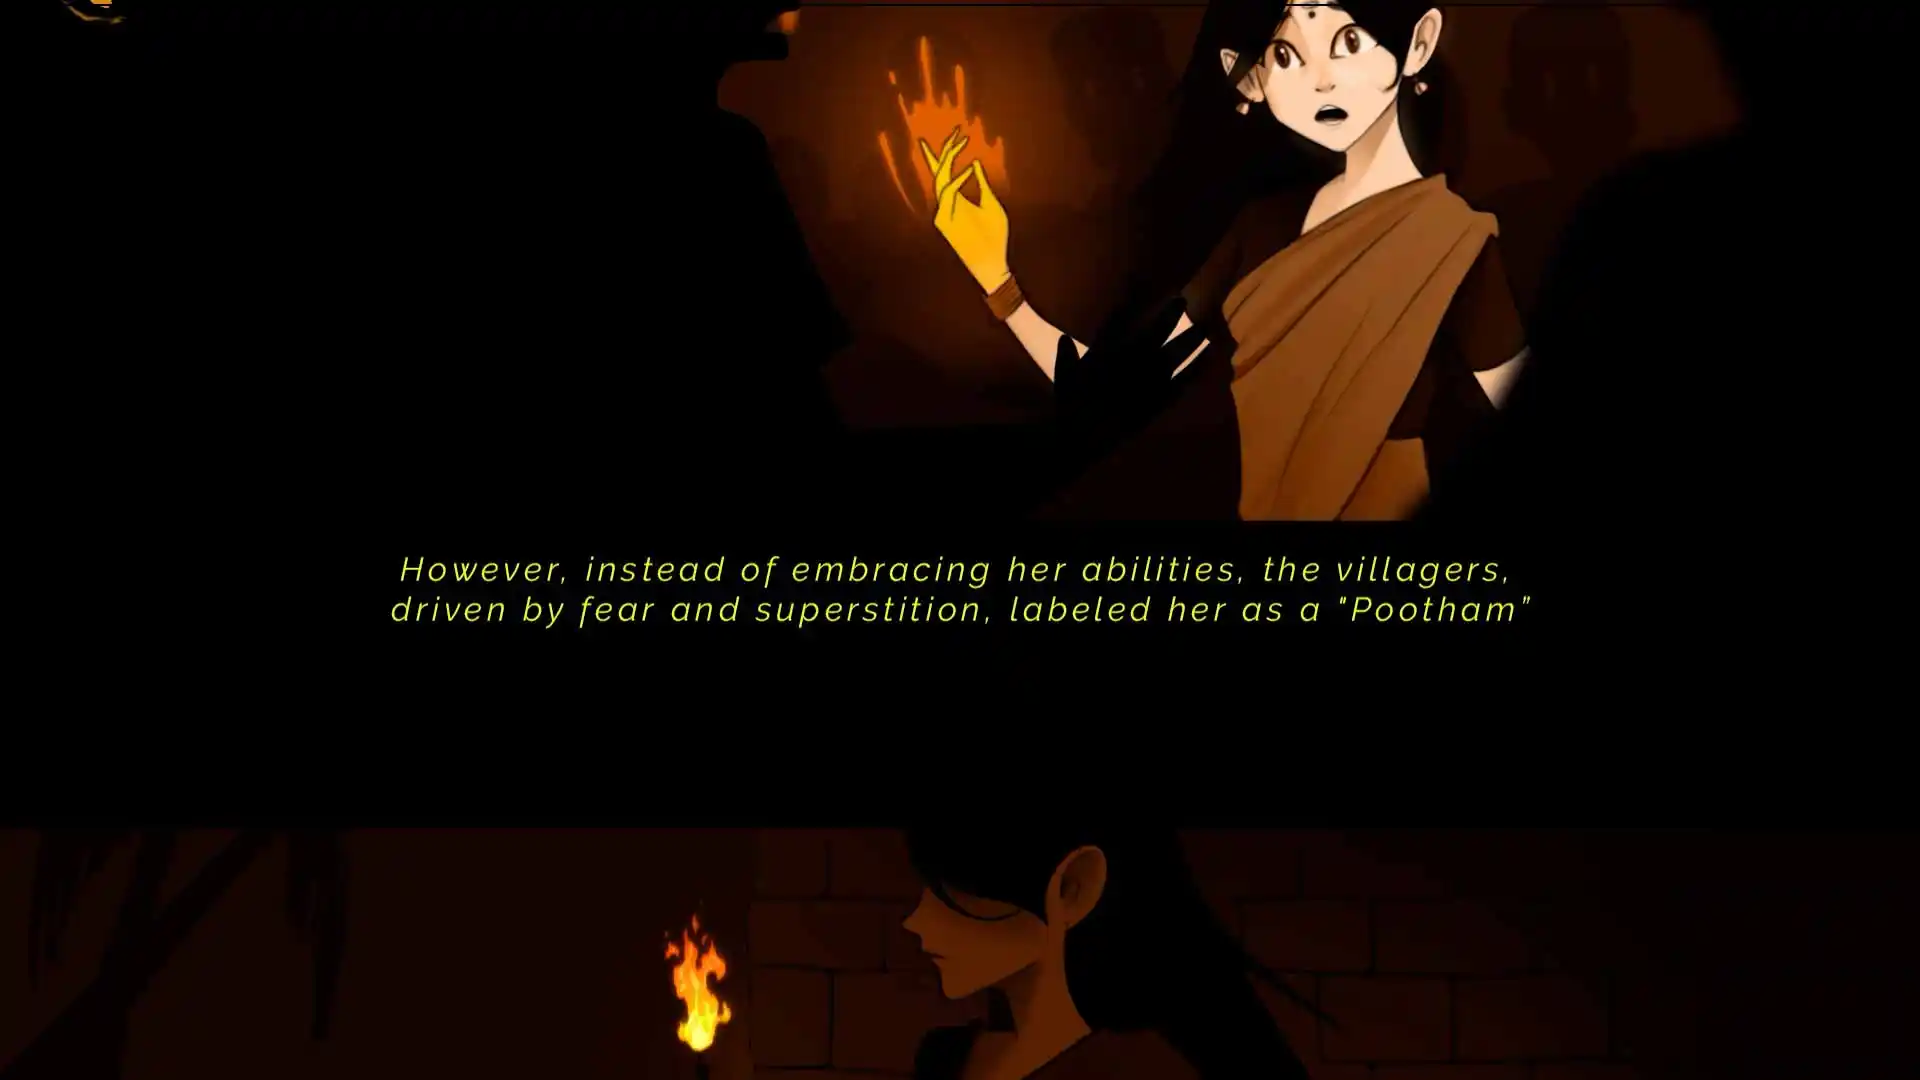 However, instead of embracing her abilities, the villagers,
driven by fear and superstition, labeled her as a "Pootham”